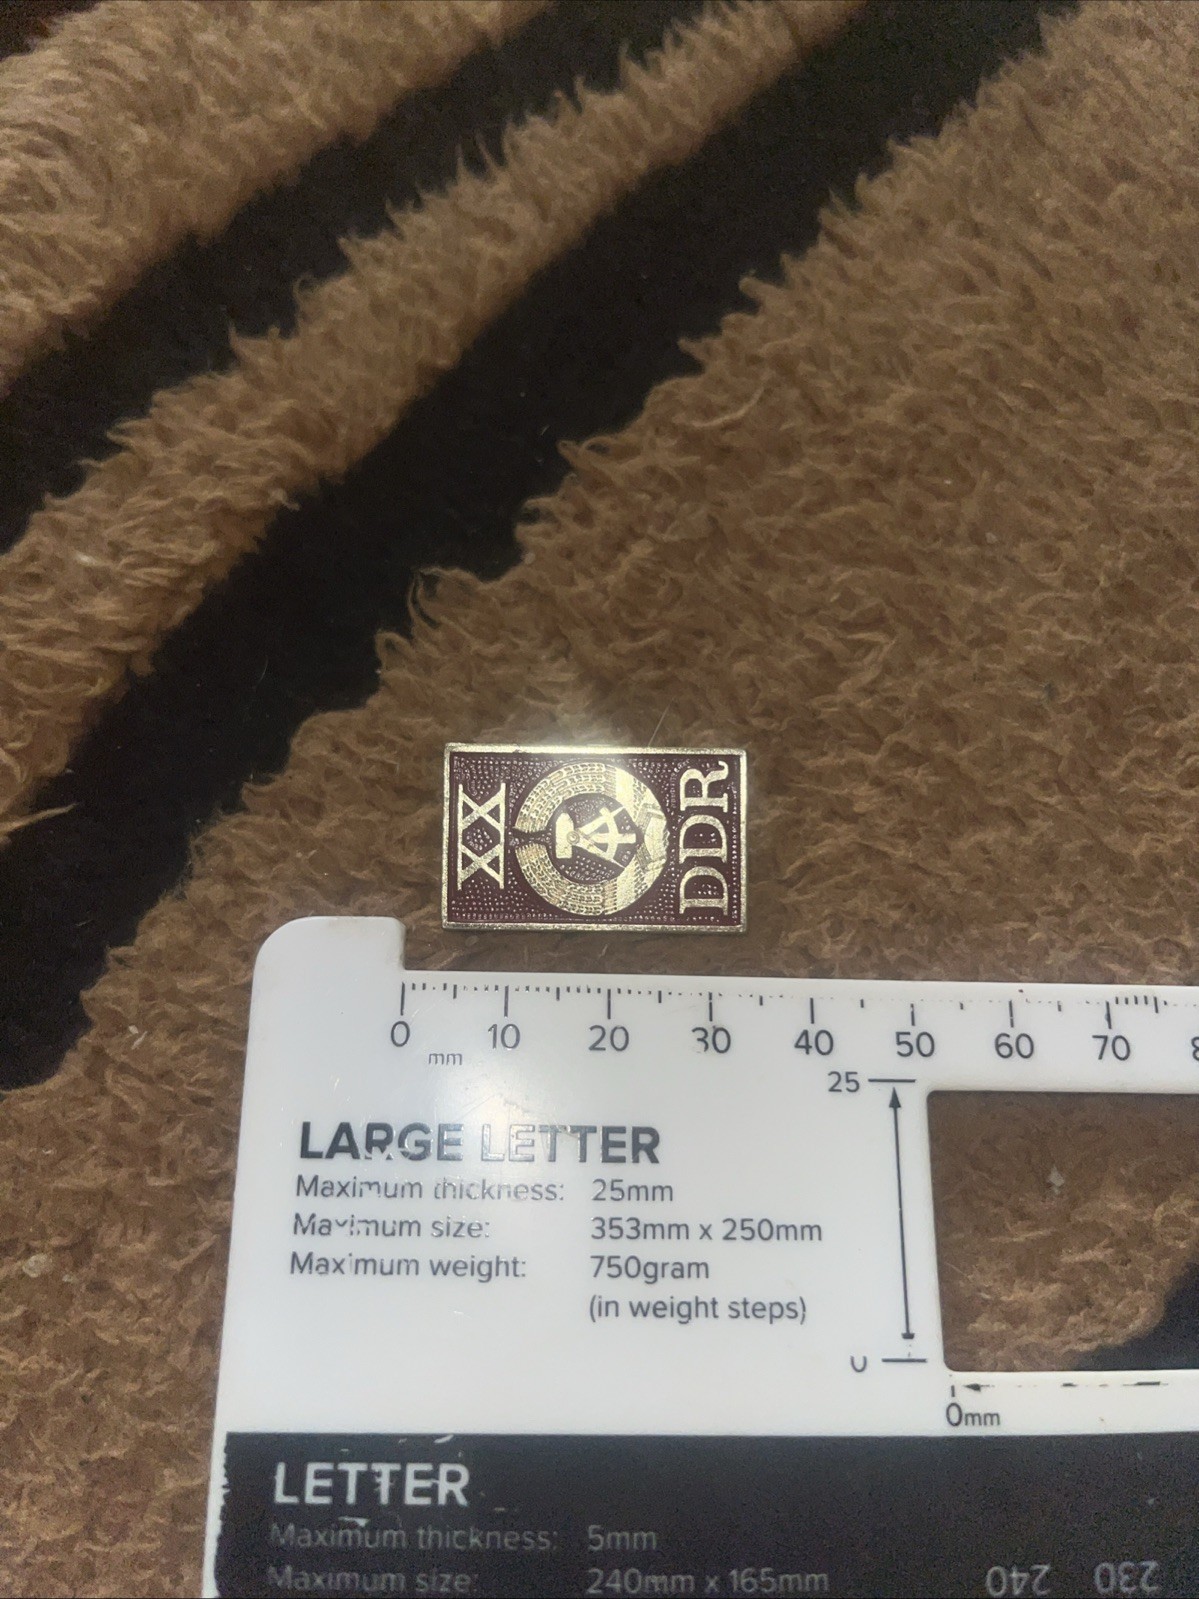 XX
DDR
0 10 20 30 40 50 60 70
mm
25
LARGE LETTER
Maximum thickness: 25mm
Maximum size: 353mm x 250mm
Maximum weight: 750gram
(in weight steps)
0mm
LETTER
Maximum thickness: 5mm
Maximum size: 240mm x 165mm
240 230